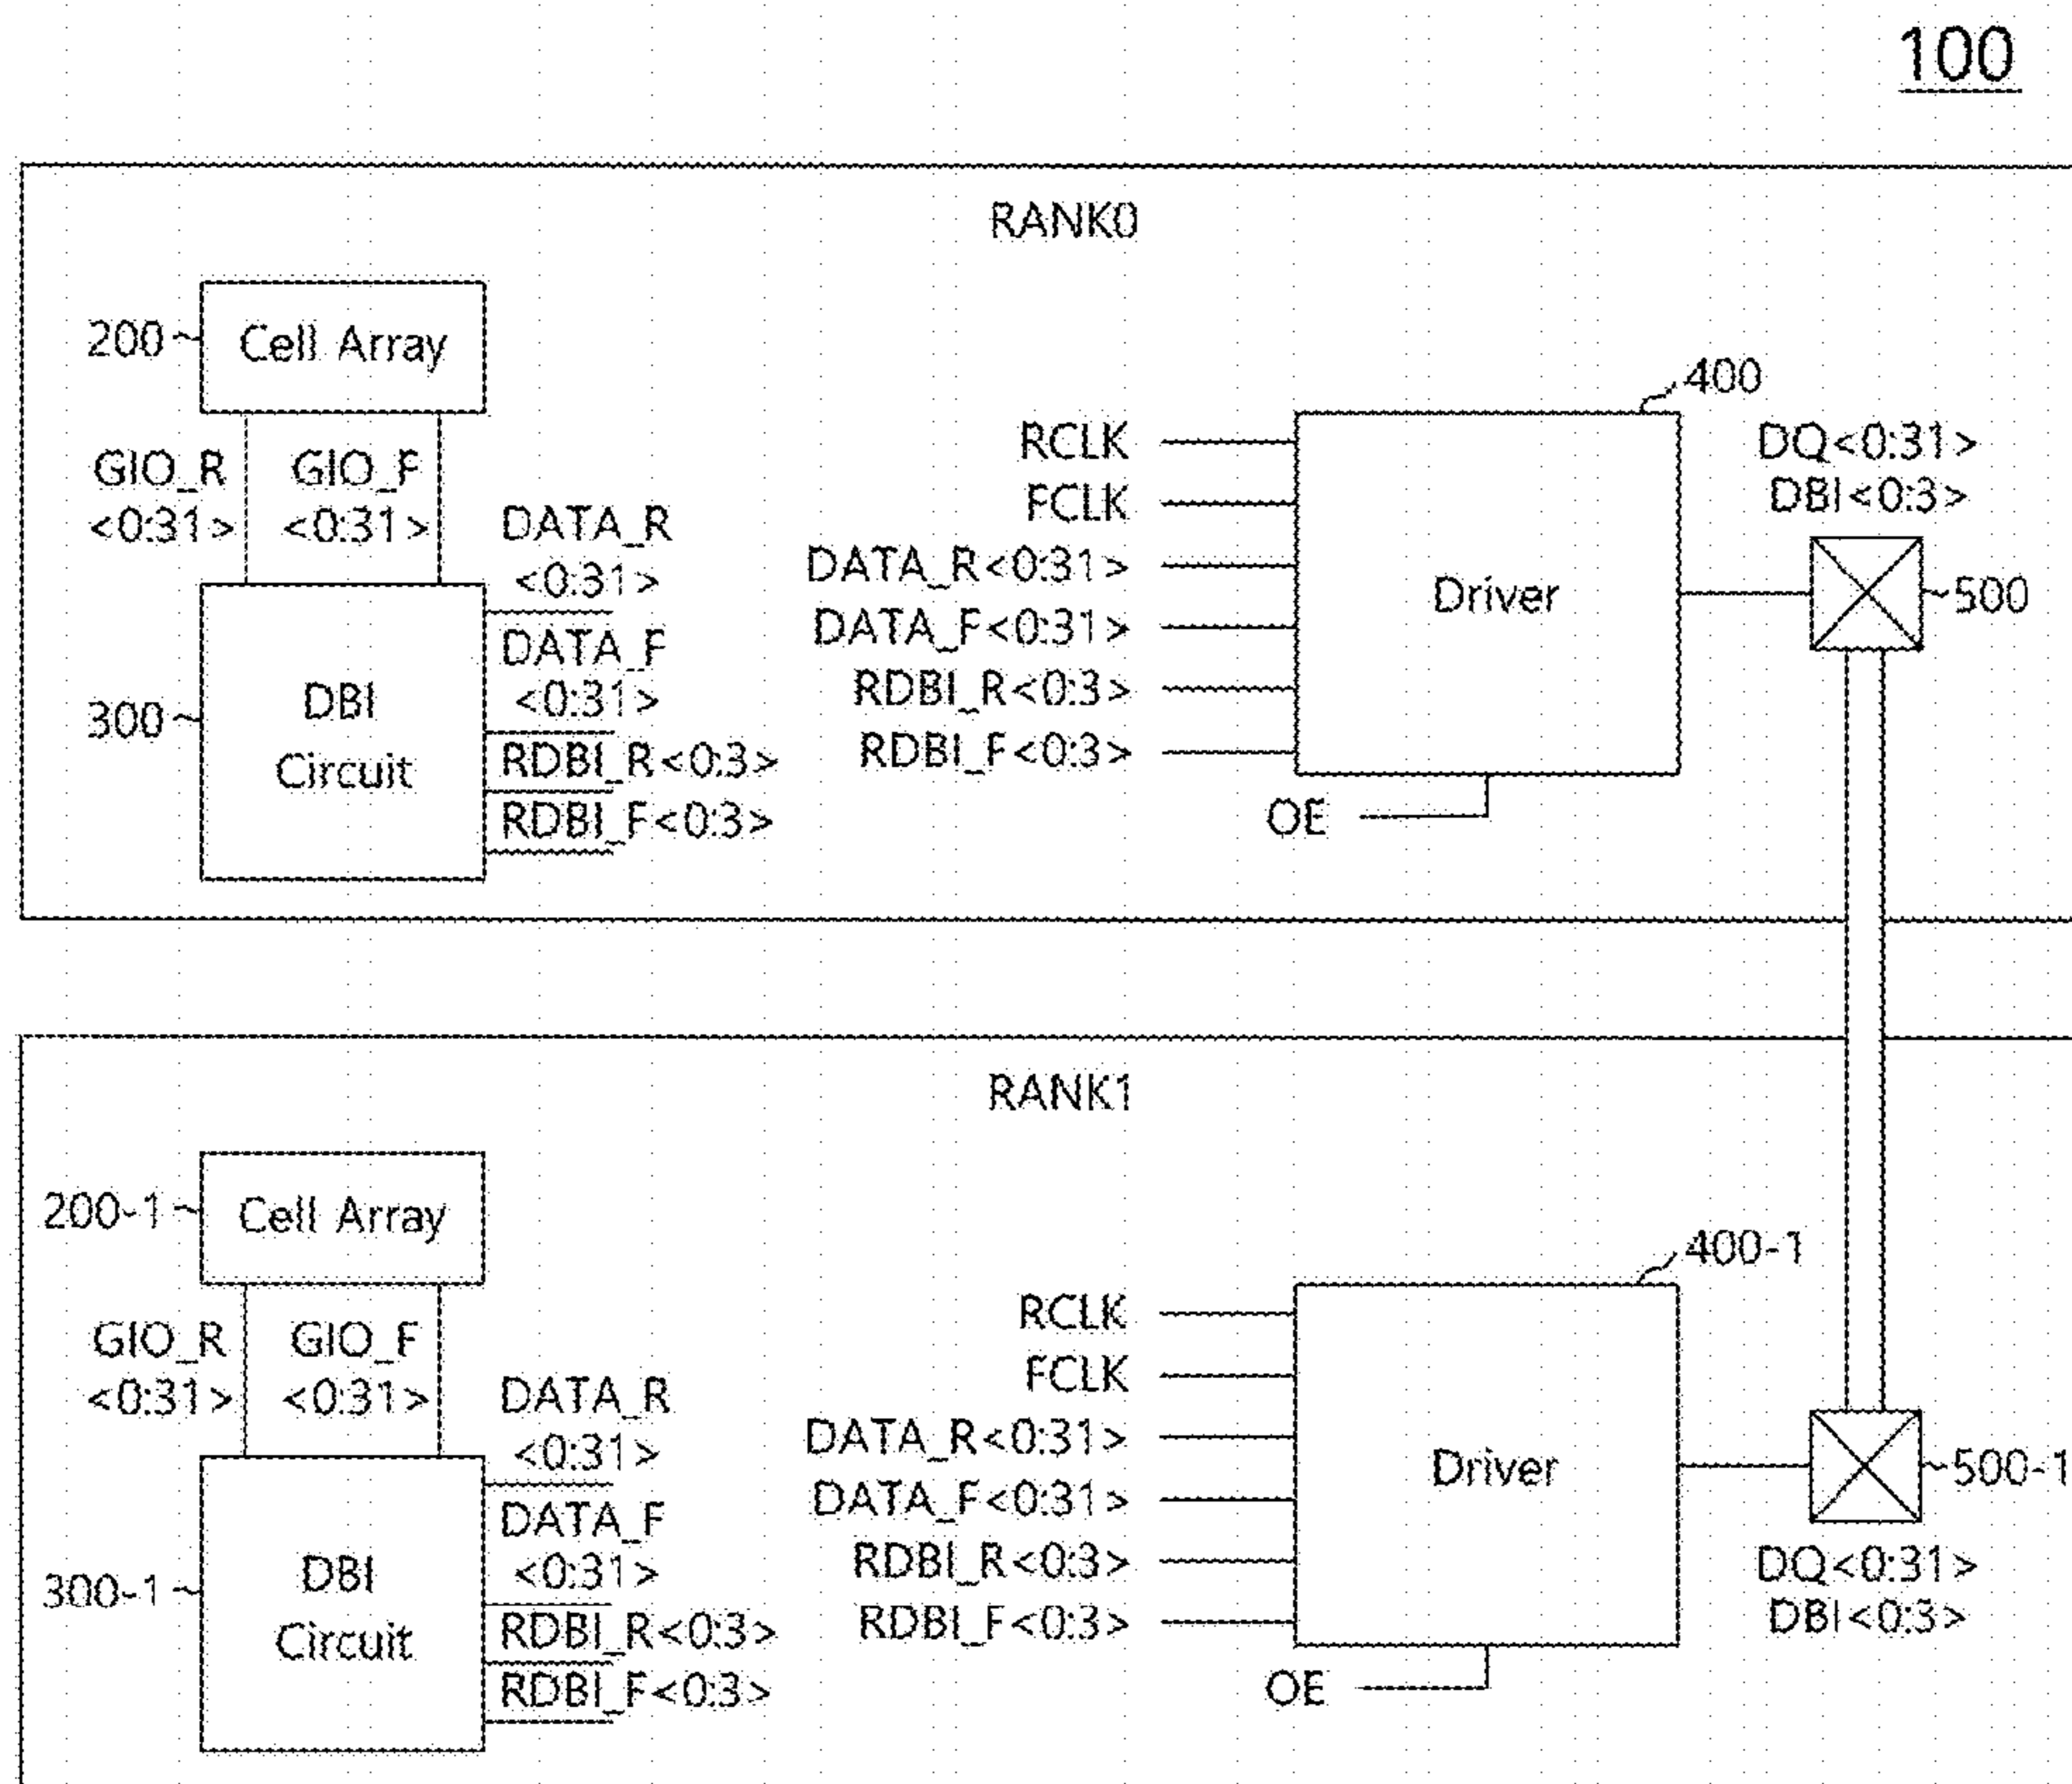 100
RANK0
200
Cell Array
400
GIO_R
<0:31>
GIO_F
<0:31>
DATA_R
<0:31>
DATA_F
<0:31>
RDBI_R<0:3>
RDBI_F<0:3>
300
DBI
Circuit
RCLK
FCLK
DATA_R<0:31>
DATA_F<0:31>
RDBI_R<0:3>
RDBI_F<0:3>
OE
Driver
DQ<0:31>
DBI<0:3>
500
RANK1
200-1
Cell Array
400-1
GIO_R
<0:31>
GIO_F
<0:31>
DATA_R
<0:31>
DATA_F
<0:31>
RDBI_R<0:3>
RDBI_F<0:3>
300-1
DBI
Circuit
RCLK
FCLK
DATA_R<0:31>
DATA_F<0:31>
RDBI_R<0:3>
RDBI_F<0:3>
OE
Driver
500-1
DQ<0:31>
DBI<0:3>